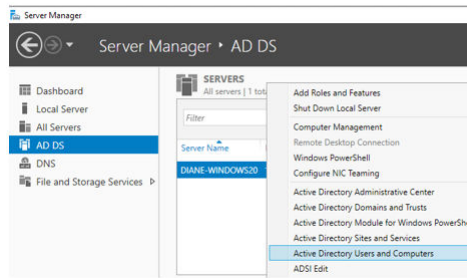 Server Manager
Server Manager • AD DS
Dashboard
Local Server
All Servers
AD DS
DNS
File and Storage Services
SERVERS
All servers | 1
Filter
Server Name
DIANE-WINDOWS20
Add Roles and Features
Shut Down Local Server
Computer Management
Remote Desktop Connection
Windows PowerShell
Configure NIC Teaming
Active Directory Administrative Center
Active Directory Domains and Trusts
Active Directory Module for Windows
Active Directory Sites and Services
Active Directory Users and Computers
ADSI Edit